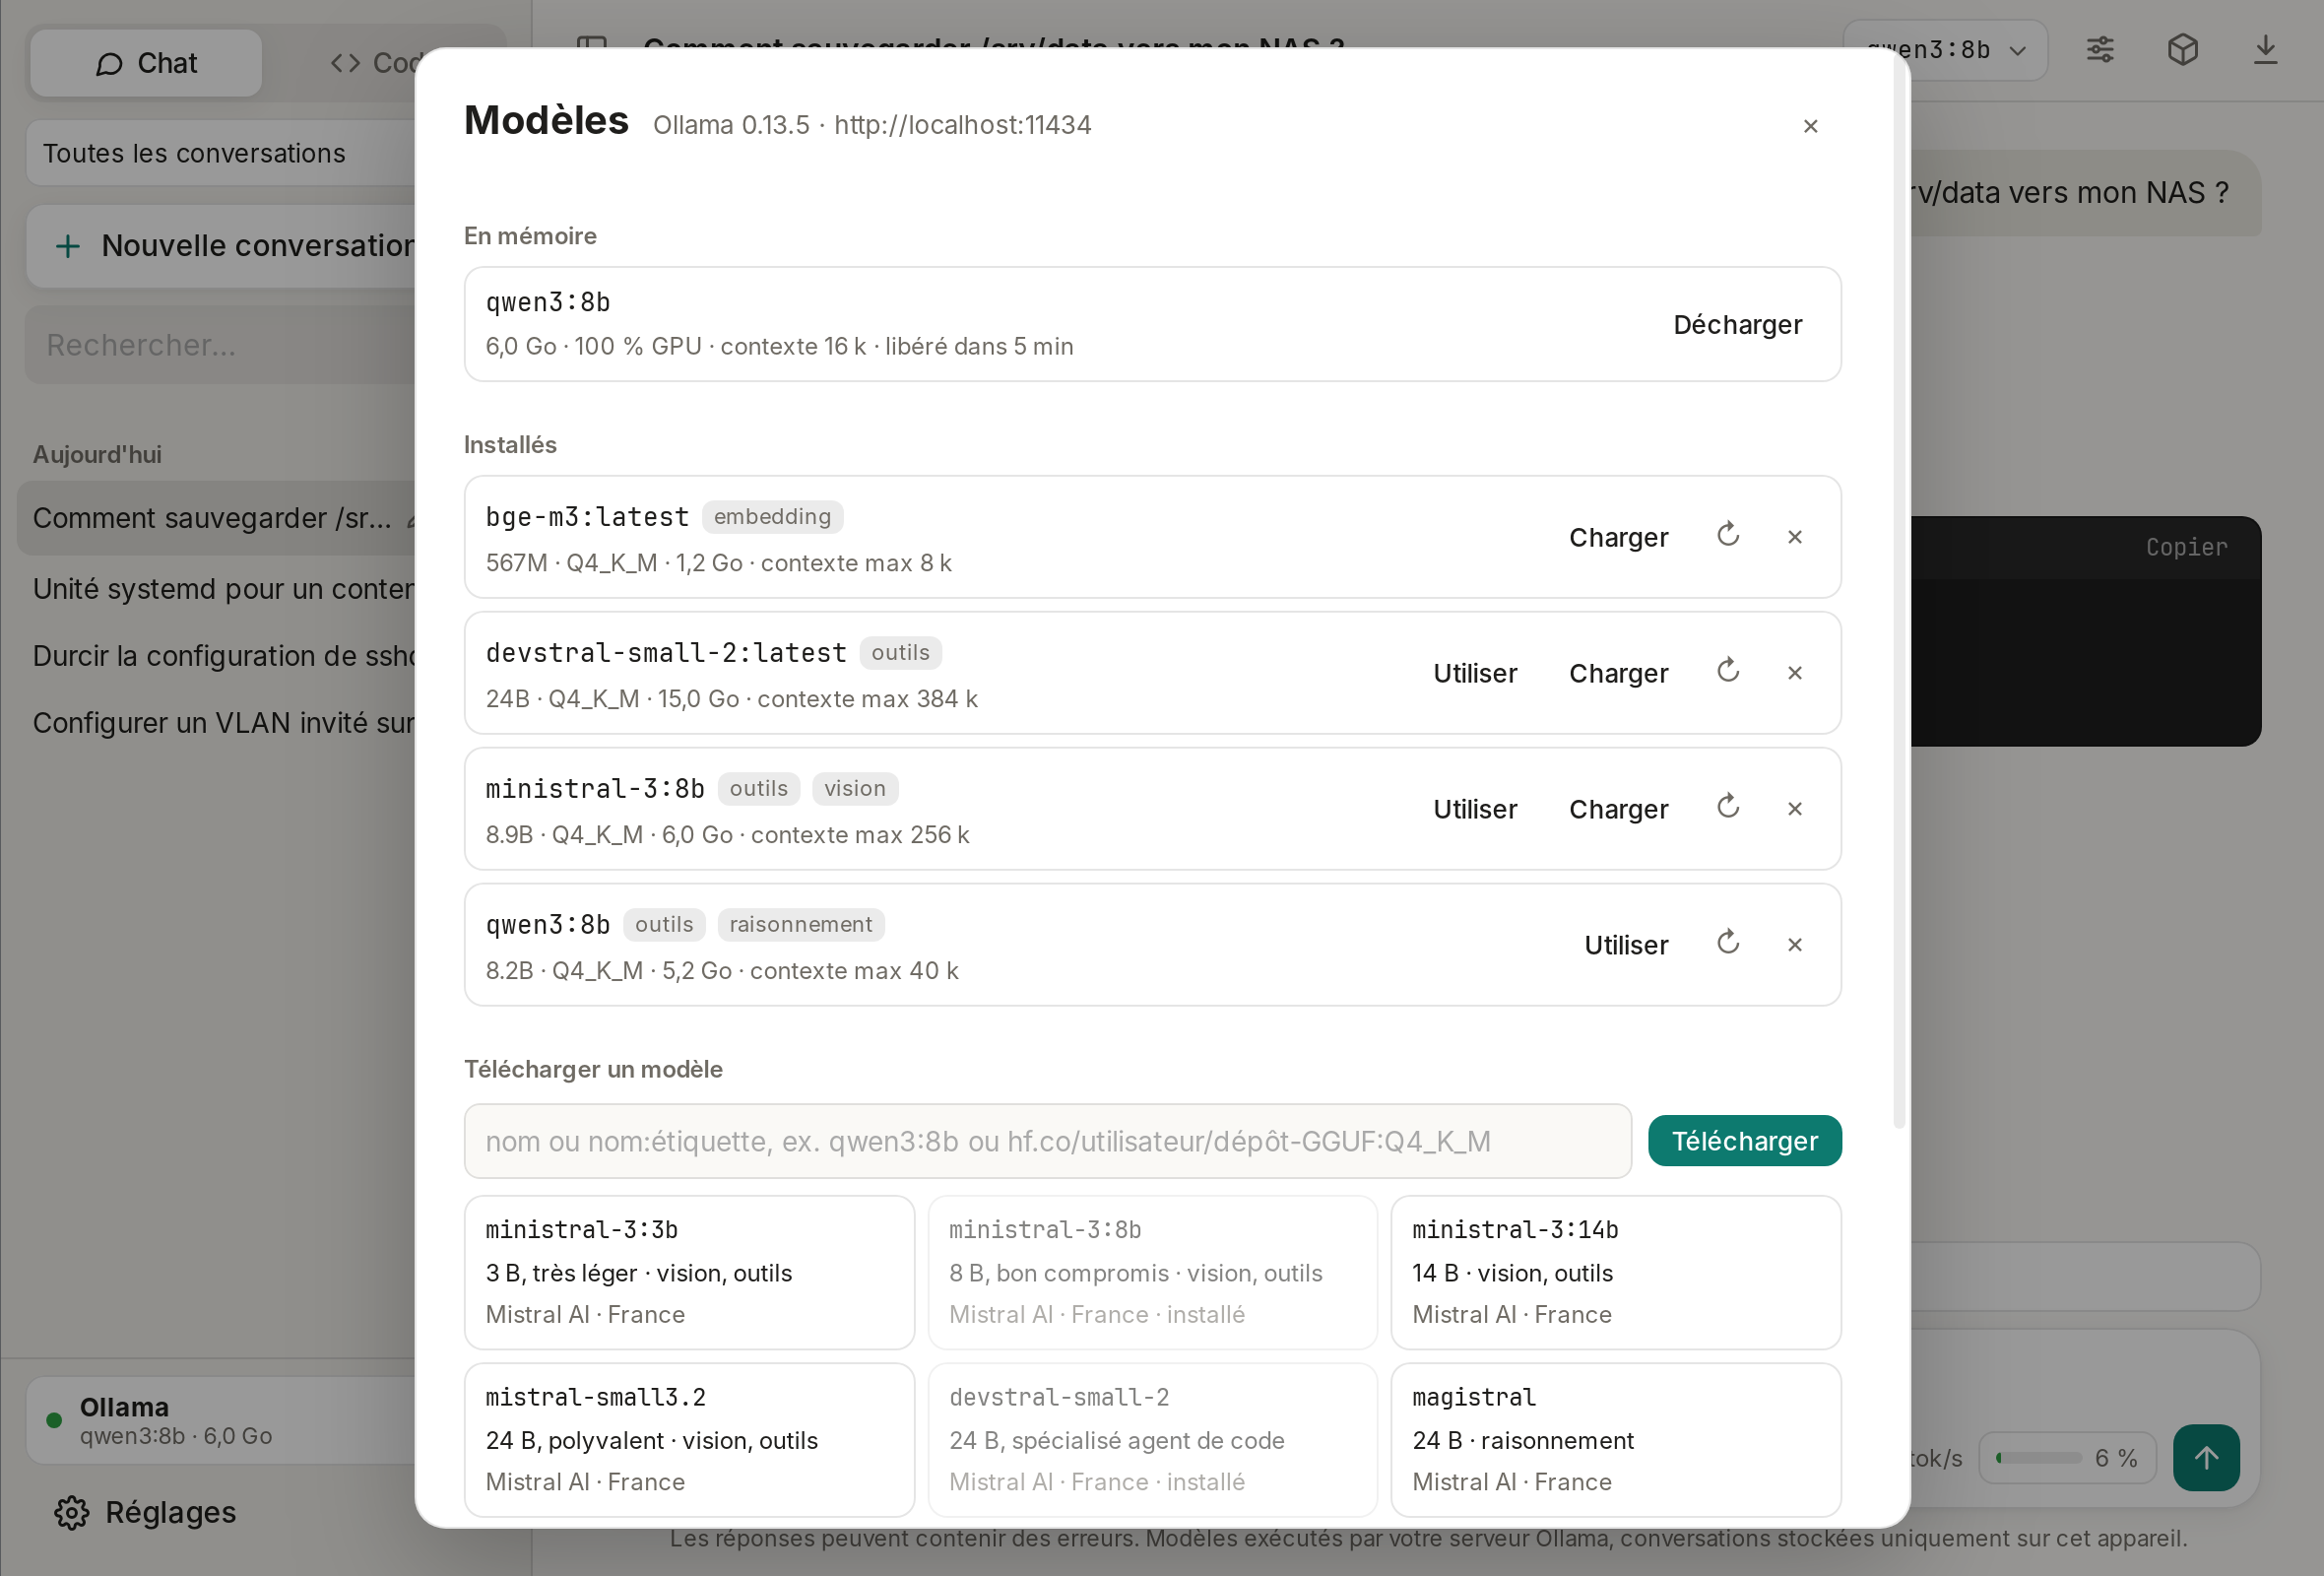 Chat
Cod
Toutes les conversations
Nouvelle conversation
Rechercher...
Aujourd'hui
Comment sauvegarder /sr...
Unité systemd pour un conten
Durcir la configuration de sshd
Configurer un VLAN invité sur
Ollama
qwen3:8b · 6,0 Go
Réglages
Comment sauvegarder /srv/data vers mon NAS ?
qwen3:8b
rv/data vers mon NAS ?
Copier
Modèles
Ollama 0.13.5 · http://localhost:11434
×
En mémoire
qwen3:8b
6,0 Go · 100 % GPU · contexte 16 k · libéré dans 5 min
Décharger
Installés
bge-m3:latest embedding
567M · Q4_K_M · 1,2 Go · contexte max 8 k
Charger ×
devstral-small-2:latest outils
24B · Q4_K_M · 15,0 Go · contexte max 384 k
Utiliser Charger ×
ministral-3:8b outils vision
8.9B · Q4_K_M · 6,0 Go · contexte max 256 k
Utiliser Charger ×
qwen3:8b outils raisonnement
8.2B · Q4_K_M · 5,2 Go · contexte max 40 k
Utiliser ×
Télécharger un modèle
nom ou nom:étiquette, ex. qwen3:8b ou hf.co/utilisateur/dépôt-GGUF:Q4_K_M
Télécharger
ministral-3:3b
3 B, très léger · vision, outils
Mistral AI · France
ministral-3:8b
8 B, bon compromis · vision, outils
Mistral AI · France · installé
ministral-3:14b
14 B · vision, outils
Mistral AI · France
mistral-small3.2
24 B, polyvalent · vision, outils
Mistral AI · France
devstral-small-2
24 B, spécialisé agent de code
Mistral AI · France · installé
magistral
24 B · raisonnement
Mistral AI · France
tok/s
6 %
Les réponses peuvent contenir des erreurs. Modèles exécutés par votre serveur Ollama, conversations stockées uniquement sur cet appareil.